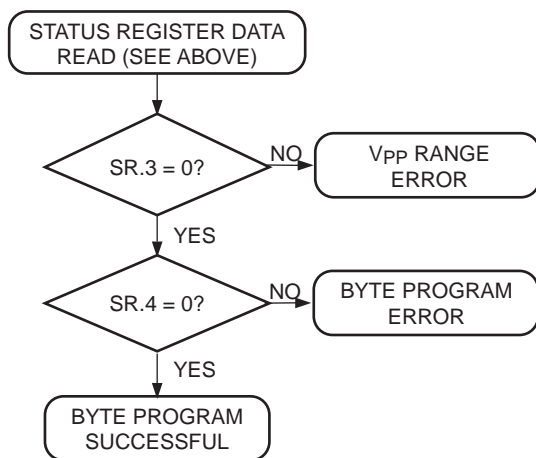 STATUS REGISTER DATA
READ (SEE ABOVE)
SR.3 = 0?
NO
VPP RANGE
ERROR
YES
SR.4 = 0?
NO
BYTE PROGRAM
ERROR
YES
BYTE PROGRAM
SUCCESSFUL